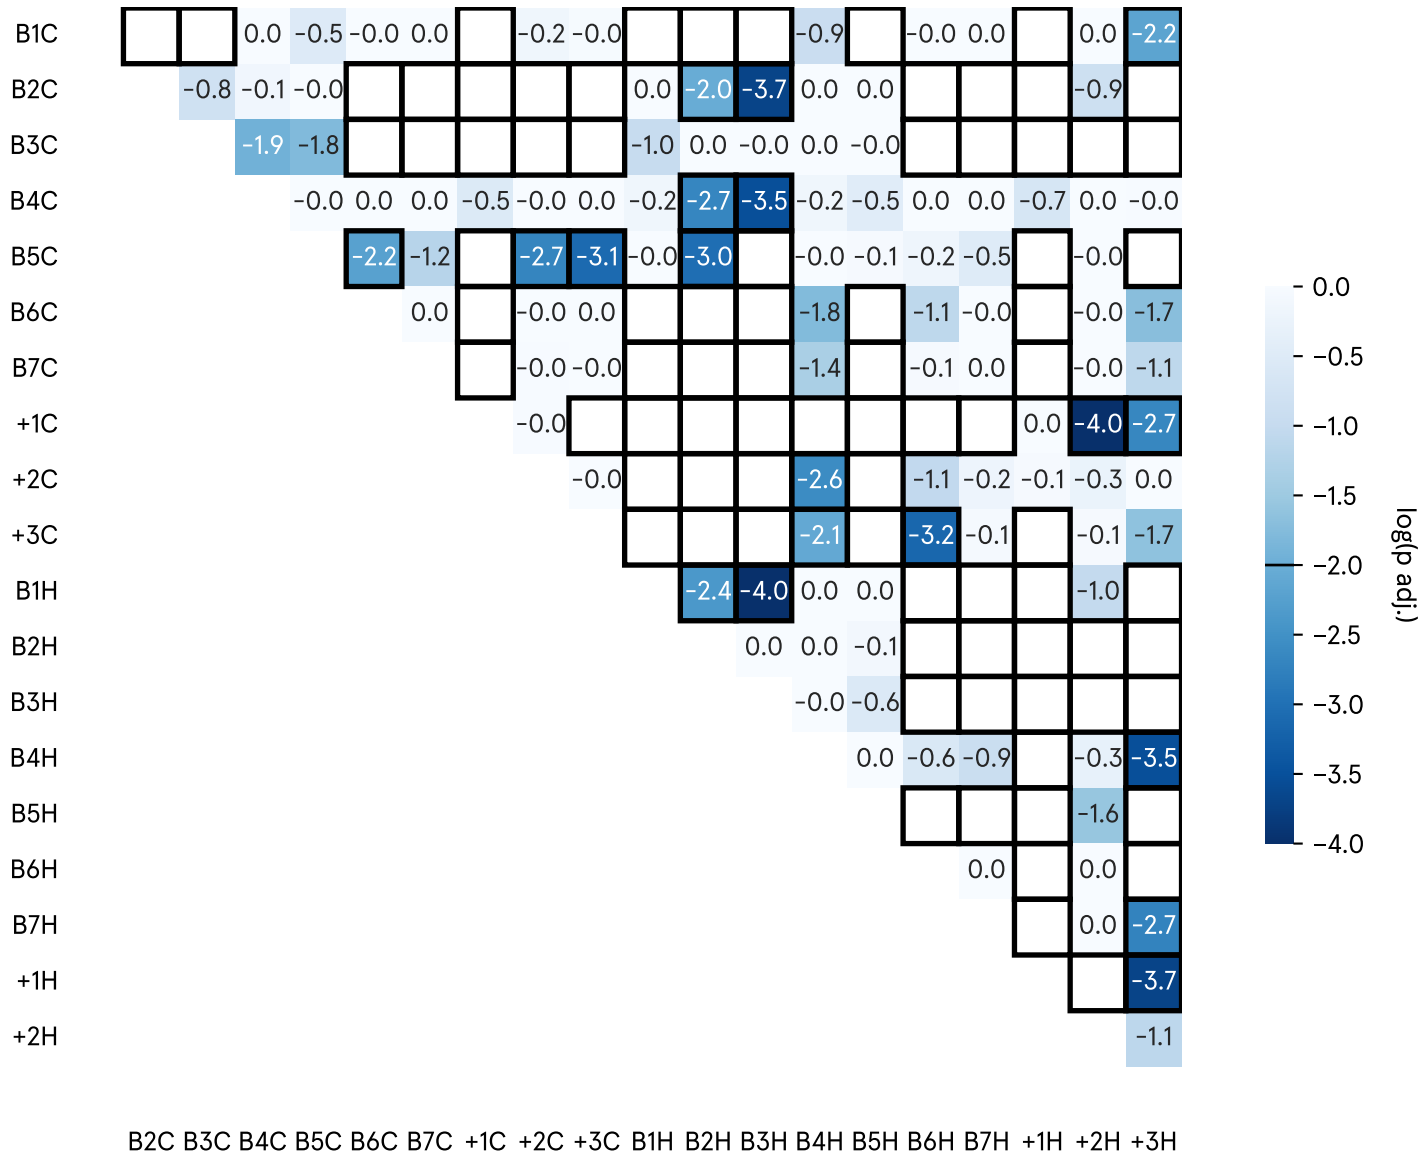 B1C 0.0 −0.5 −0.0 0.0 −0.2 −0.0 −0.9 −0.0 0.0 0.0 −2.2
B2C −0.8 −0.1 −0.0 0.0 −2.0 −3.7 0.0 0.0 −0.9
B3C −1.9 −1.8 −1.0 0.0 −0.0 0.0 −0.0
B4C −0.0 0.0 0.0 −0.5 −0.0 0.0 −0.2 −2.7 −3.5 −0.2 −0.5 0.0 0.0 −0.7 0.0 −0.0
B5C −2.2 −1.2 −2.7 −3.1 −0.0 −3.0 −0.0 −0.1 −0.2 −0.5 −0.0
B6C 0.0 −0.0 0.0 −1.8 −1.1 −0.0 −0.0 −1.7
B7C −0.0 −0.0 −1.4 −0.1 0.0 −0.0 −1.1
+1C −0.0 0.0 −4.0 −2.7
+2C −0.0 −2.6 −1.1 −0.2 −0.1 −0.3 0.0
+3C −2.1 −3.2 −0.1 −0.1 −1.7
B1H −2.4 −4.0 0.0 0.0 −1.0
B2H 0.0 0.0 −0.1
B3H −0.0 −0.6
B4H 0.0 −0.6 −0.9 −0.3 −3.5
B5H −1.6
B6H 0.0 0.0
B7H 0.0 −2.7
+1H −3.7
+2H −1.1
B2C B3C B4C B5C B6C B7C +1C +2C +3C B1H B2H B3H B4H B5H B6H B7H +1H +2H +3H
0.0
−0.5
−1.0
−1.5
−2.0
−2.5
−3.0
−3.5
−4.0
log(p adj.)